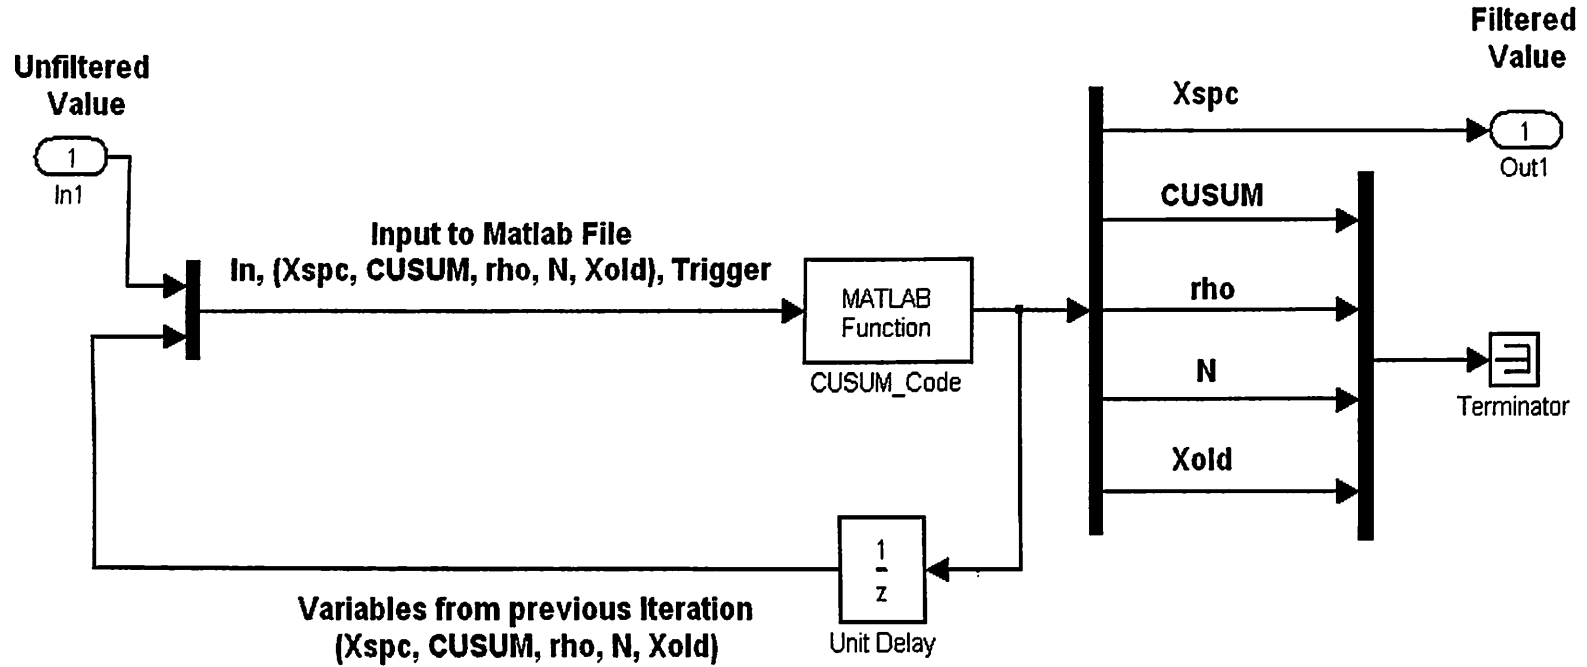 Unfiltered
Value
1
In1
Input to Matlab File
In, (Xspc, CUSUM, rho, N, Xold), Trigger
MATLAB
Function
CUSUM_Code
1
z
Unit Delay
Variables from previous Iteration
(Xspc, CUSUM, rho, N, Xold)
Xspc
CUSUM
rho
N
Xold
Filtered
Value
1
Out1
Terminator